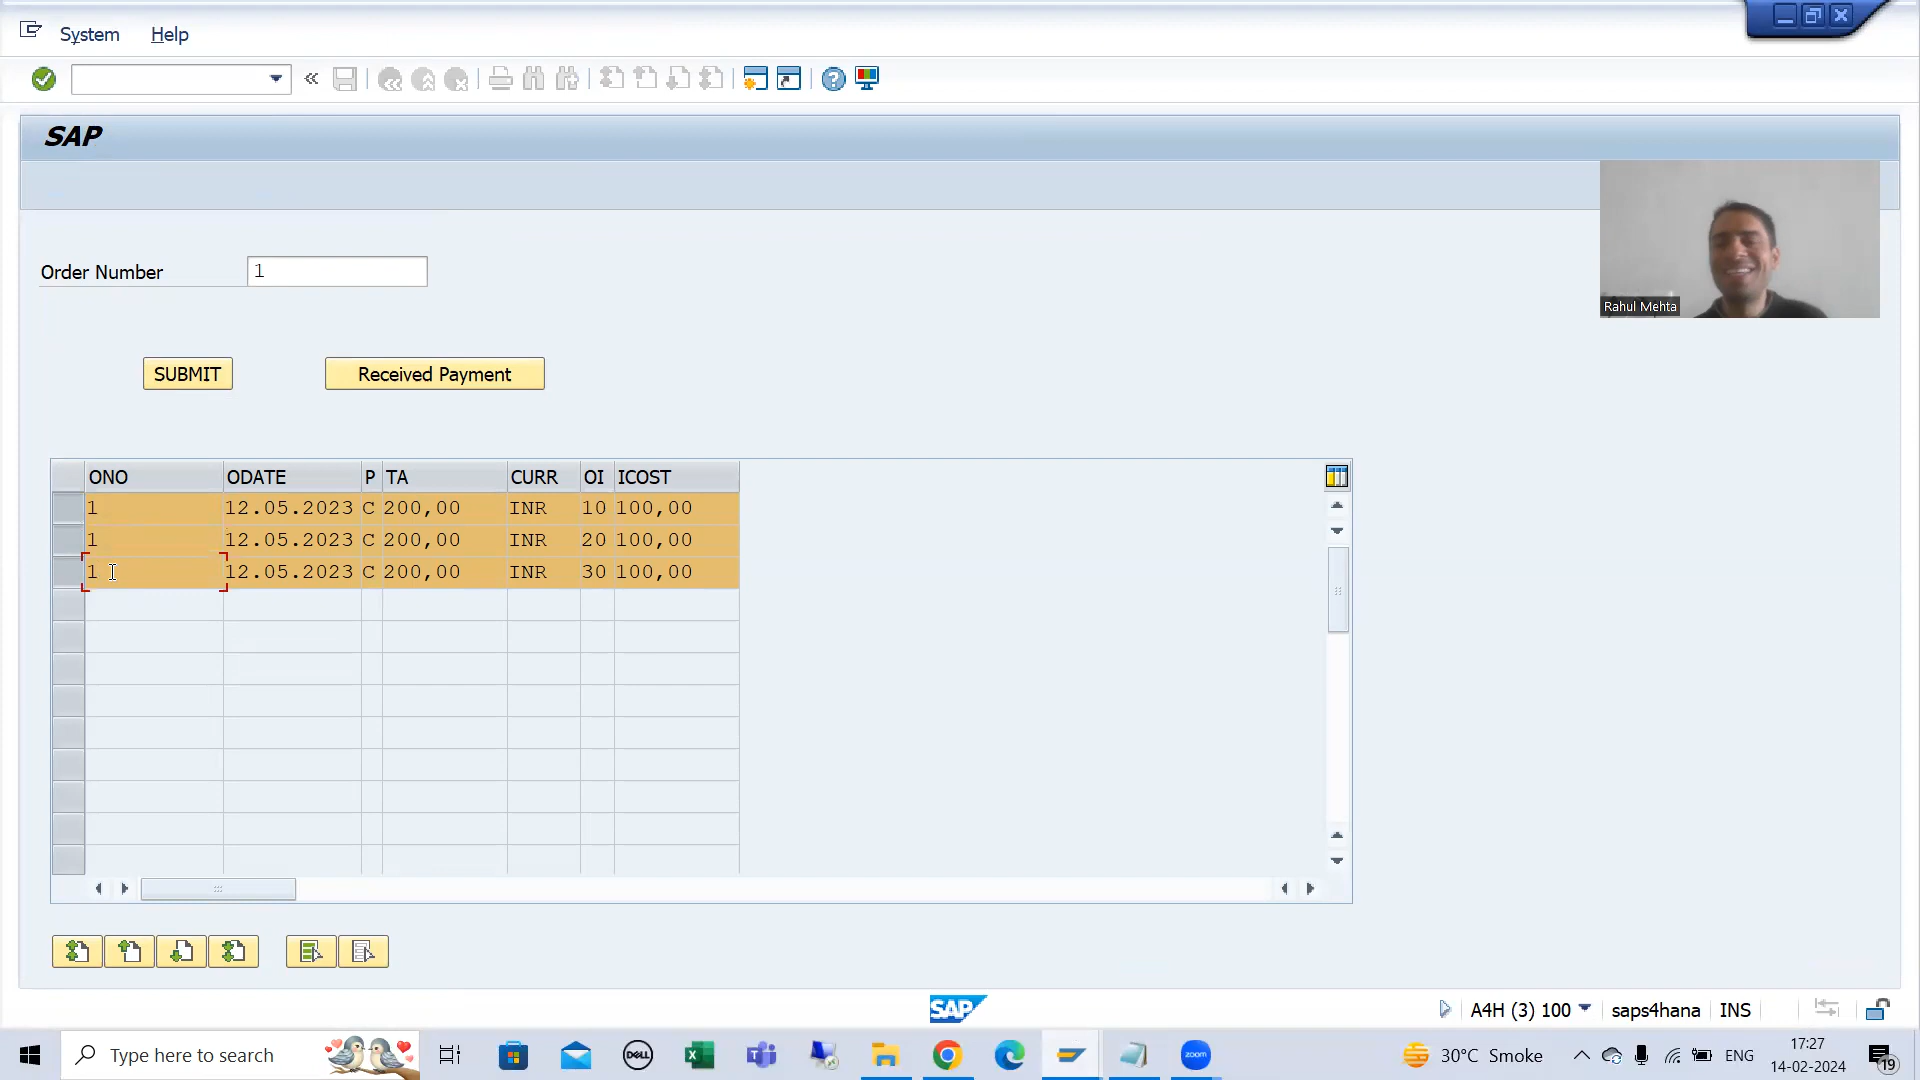 System Help
SAP
Rahul Mehta
Order Number 1
SUBMIT Received Payment
ONO ODATE P TA CURR OI ICOST
1 12.05.2023 C 200,00 INR 10 100,00
1 12.05.2023 C 200,00 INR 20 100,00
1 12.05.2023 C 200,00 INR 30 100,00
SAP A4H (3) 100 saps4hana INS
Type here to search DELL zoom 30°C Smoke ENG 17:27
14-02-2024 19